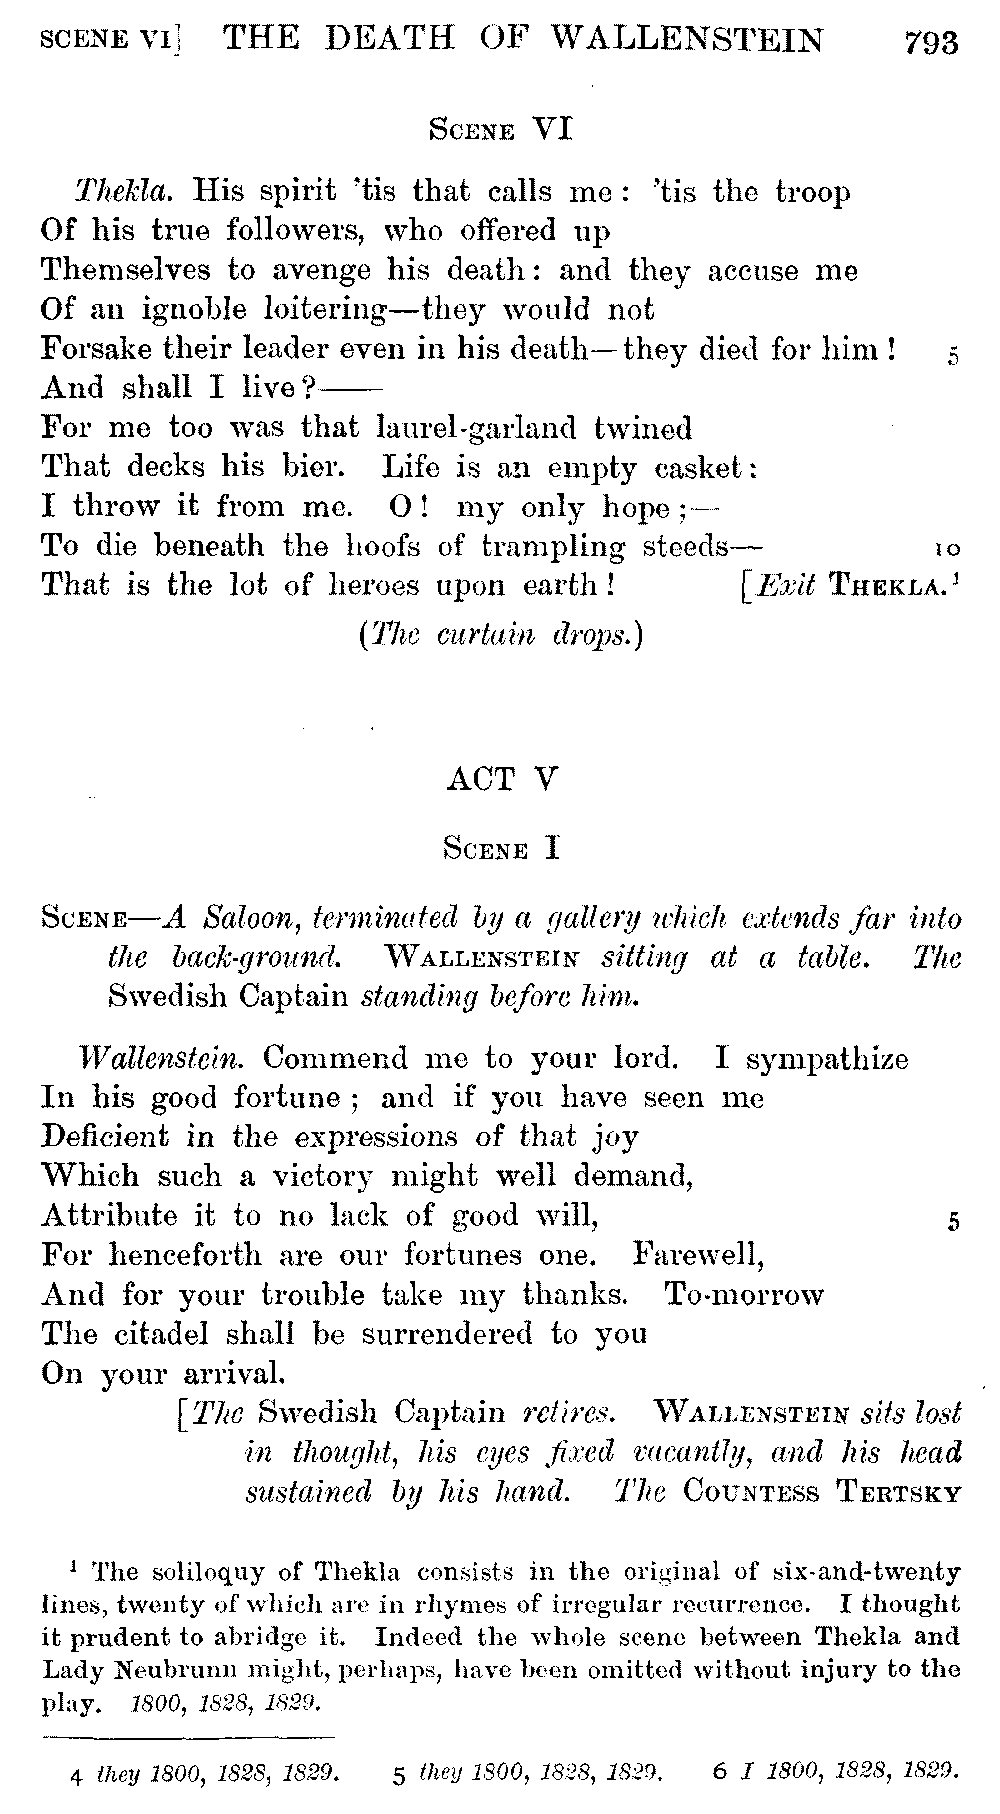 SCENE VI] THE DEATH OF WALLENSTEIN 793
SCENE VI
Thekla. His spirit 'tis that calls me : 'tis the troop
Of his true followers, who offered up
Themselves to avenge his death : and they accuse me
Of an ignoble loitering—they would not
Forsake their leader even in his death—they died for him ! 5
And shall I live ?——
For me too was that laurel-garland twined
That decks his bier. Life is an empty casket :
I throw it from me. O ! my only hope ;—
To die beneath the hoofs of trampling steeds— 10
That is the lot of heroes upon earth ! [Exit THEKLA.¹
(The curtain drops.)
ACT V
SCENE I
SCENE—A Saloon, terminated by a gallery which extends far into
the back-ground. WALLENSTEIN sitting at a table. The
Swedish Captain standing before him.
Wallenstein. Commend me to your lord. I sympathize
In his good fortune ; and if you have seen me
Deficient in the expressions of that joy
Which such a victory might well demand,
Attribute it to no lack of good will, 5
For henceforth are our fortunes one. Farewell,
And for your trouble take my thanks. To-morrow
The citadel shall be surrendered to you
On your arrival.
[The Swedish Captain retires. WALLENSTEIN sits lost
in thought, his eyes fixed vacantly, and his head
sustained by his hand. The COUNTESS TERTSKY
¹ The soliloquy of Thekla consists in the original of six-and-twenty
lines, twenty of which are in rhymes of irregular recurrence. I thought
it prudent to abridge it. Indeed the whole scene between Thekla and
Lady Neubrunn might, perhaps, have been omitted without injury to the
play. 1800, 1828, 1829.
4 they 1800, 1828, 1829. 5 they 1800, 1828, 1829. 6 I 1800, 1828, 1829.